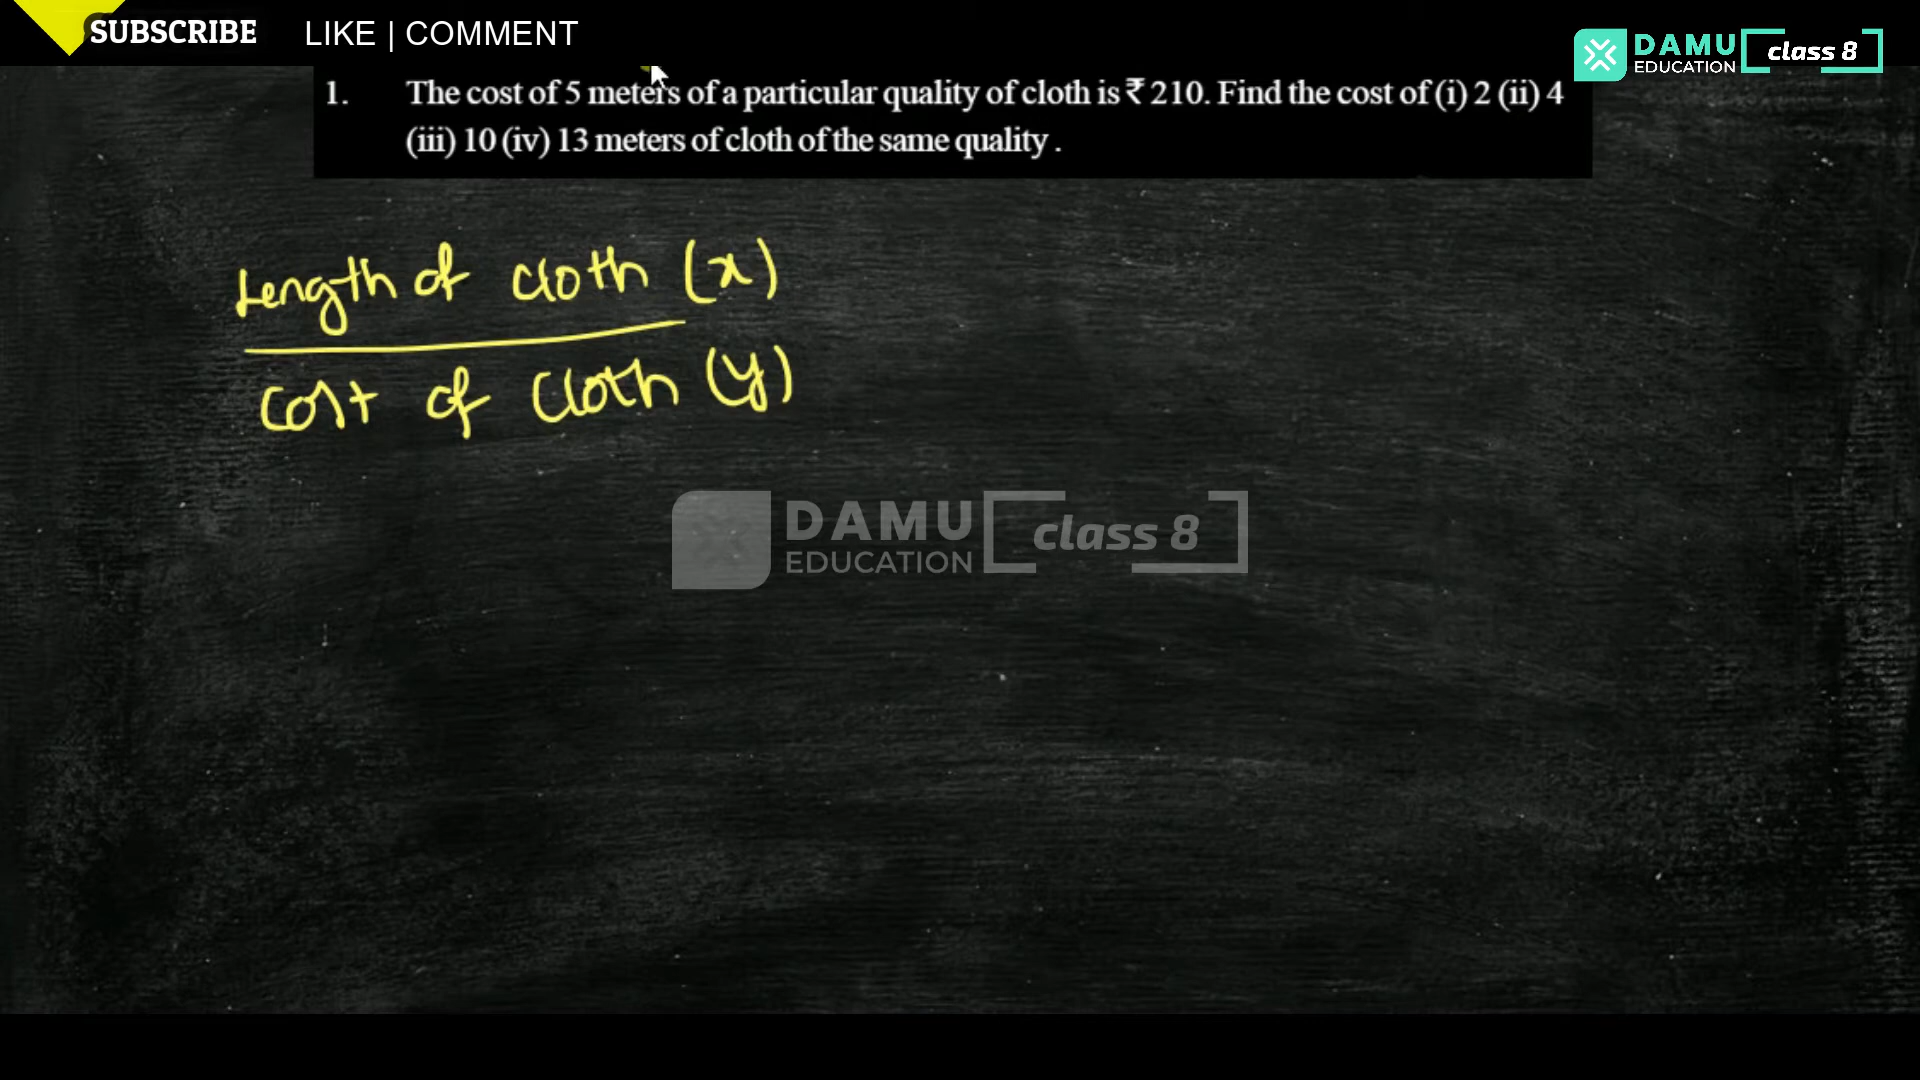 SUBSCRIBE LIKE | COMMENT
DAMU
EDUCATION
class 8
1. The cost of 5 meters of a particular quality of cloth is ₹ 210. Find the cost of (i) 2 (ii) 4
(iii) 10 (iv) 13 meters of cloth of the same quality .
Length of cloth (x)
Cost of cloth (y)
DAMU
EDUCATION
class 8